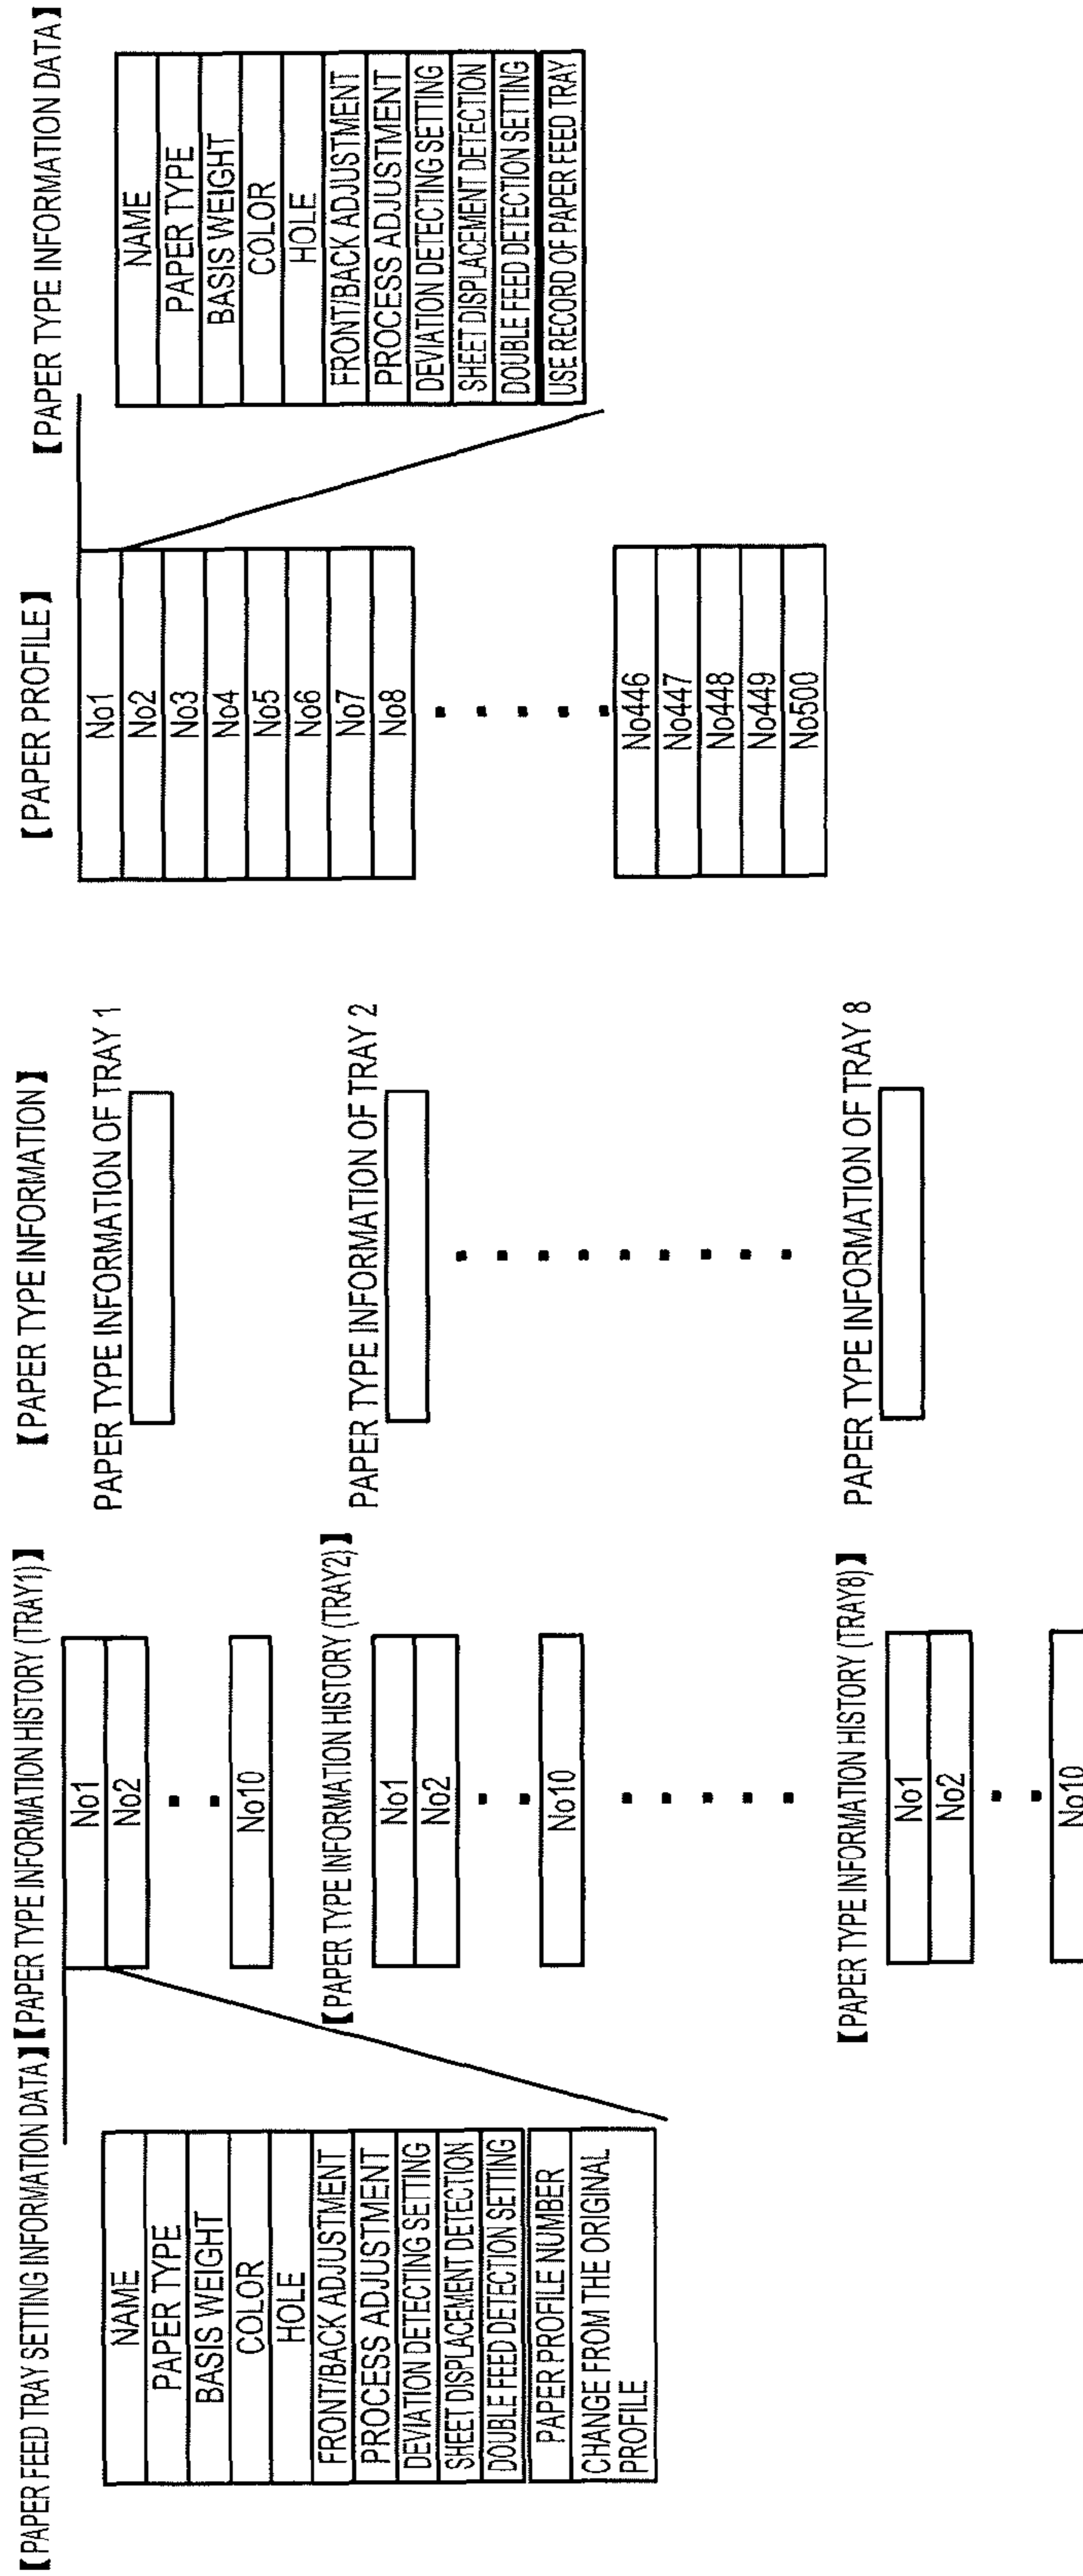 【PAPER FEED TRAY SETTING INFORMATION DATA】
NAME
PAPER TYPE
BASIS WEIGHT
COLOR
HOLE
FRONT/BACK ADJUSTMENT
PROCESS ADJUSTMENT
DEVIATION DETECTING SETTING
SHEET DISPLACEMENT DETECTION
DOUBLE FEED DETECTION SETTING
PAPER PROFILE NUMBER
CHANGE FROM THE ORIGINAL
PROFILE
【PAPER TYPE INFORMATION HISTORY (TRAY1)】
No1
No2
No10
【PAPER TYPE INFORMATION HISTORY (TRAY2)】
No1
No2
No10
【PAPER TYPE INFORMATION HISTORY (TRAY8)】
No1
No2
No10
【PAPER TYPE INFORMATION】
PAPER TYPE INFORMATION OF TRAY 1
PAPER TYPE INFORMATION OF TRAY 2
PAPER TYPE INFORMATION OF TRAY 8
【PAPER PROFILE】
No1
No2
No3
No4
No5
No6
No7
No8
No446
No447
No448
No449
No500
【PAPER TYPE INFORMATION DATA】
NAME
PAPER TYPE
BASIS WEIGHT
COLOR
HOLE
FRONT/BACK ADJUSTMENT
PROCESS ADJUSTMENT
DEVIATION DETECTING SETTING
SHEET DISPLACEMENT DETECTION
DOUBLE FEED DETECTION SETTING
USE RECORD OF PAPER FEED TRAY